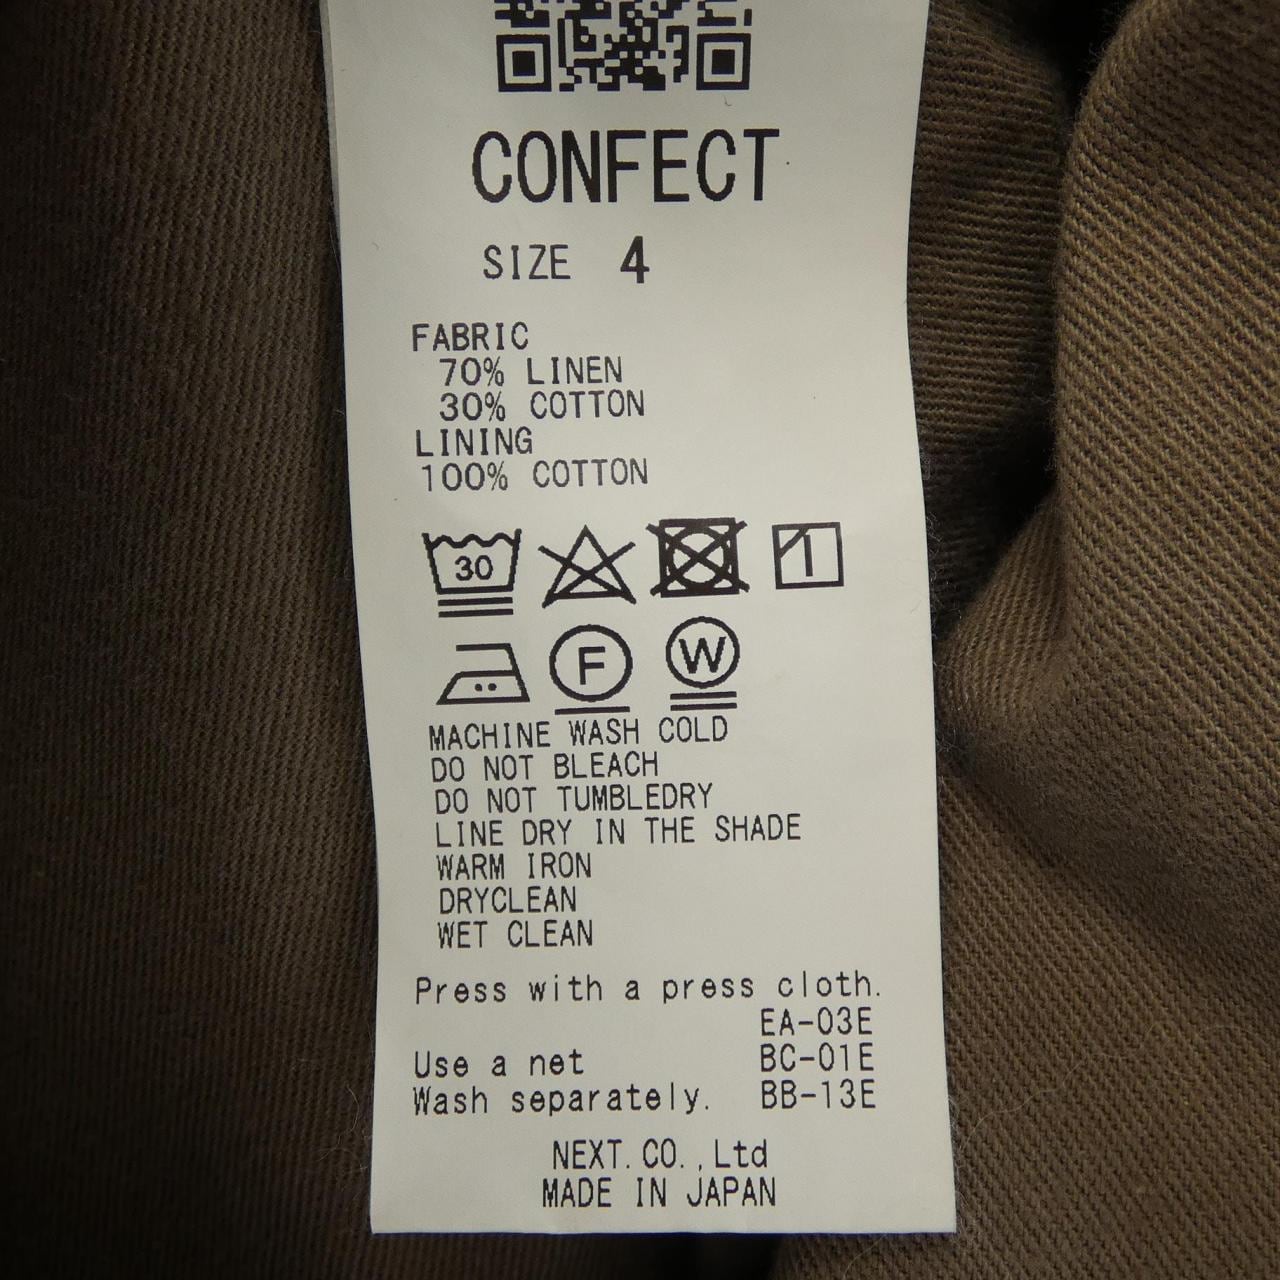 CONFECT
SIZE 4
FABRIC
70% LINEN
30% COTTON
LINING
100% COTTON
30
F W
MACHINE WASH COLD
DO NOT BLEACH
DO NOT TUMBLEDRY
LINE DRY IN THE SHADE
WARM IRON
DRYCLEAN
WET CLEAN
Press with a press cloth.
EA-03E
Use a net BC-01E
Wash separately. BB-13E
NEXT.CO.,Ltd
MADE IN JAPAN